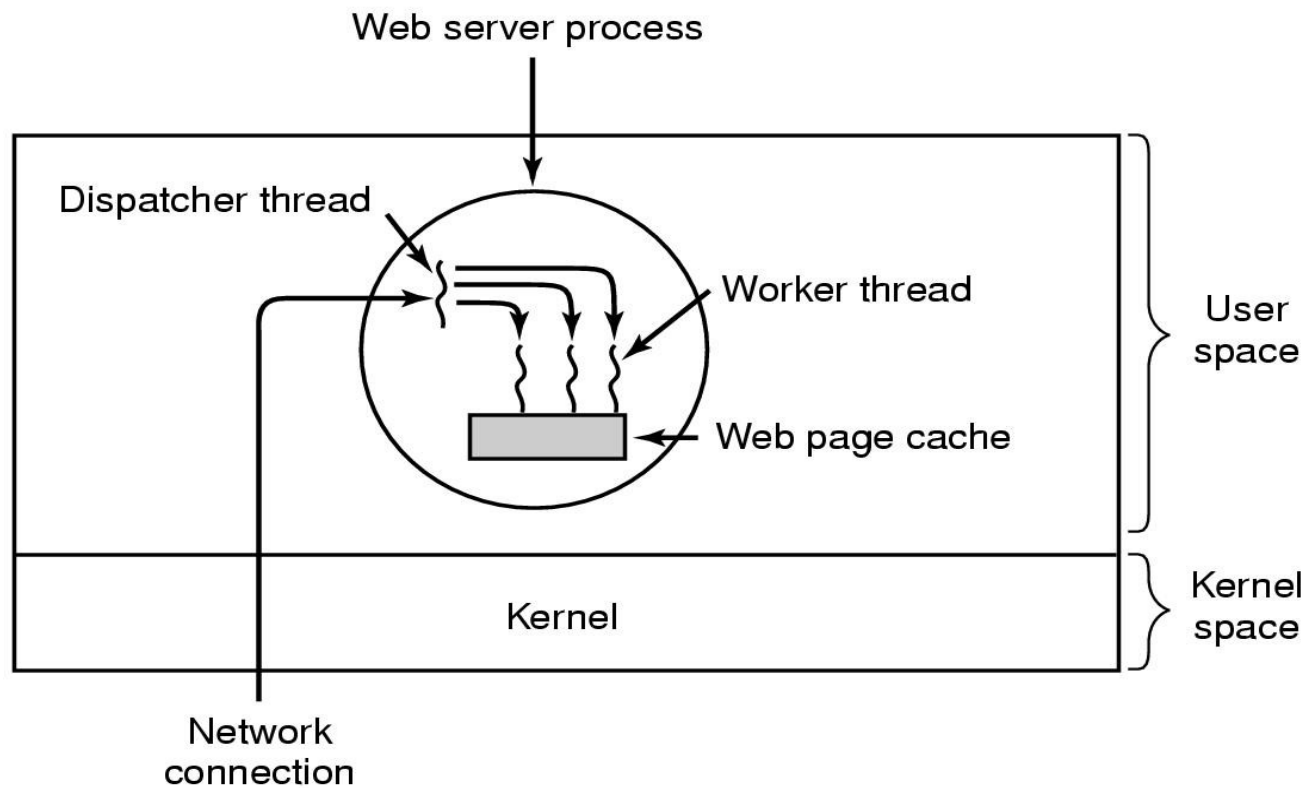 Web server process
Dispatcher thread
Worker thread
User
space
Web page cache
Kernel
Kernel
space
Network
connection